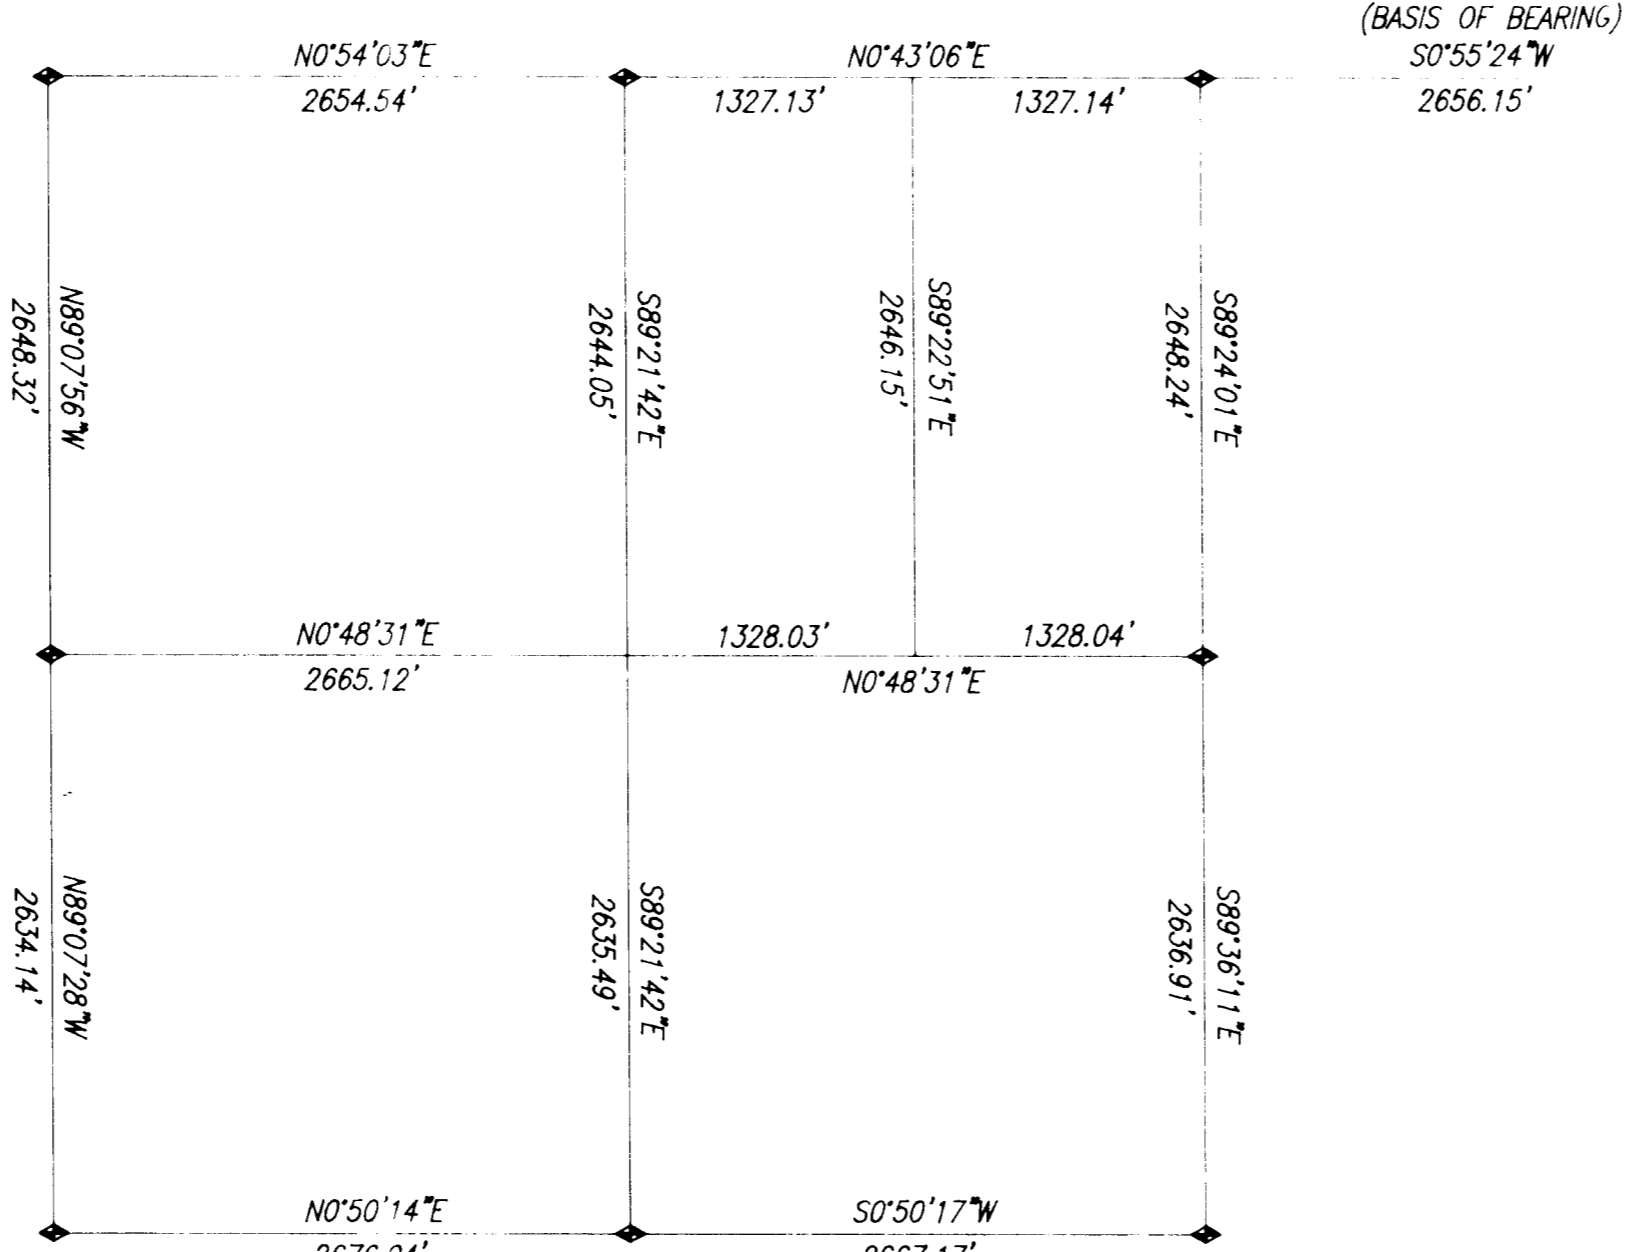 (BASIS OF BEARING)
N0°54'03"E
N0°43'06"E
S0°55'24"W
2654.54'
1327.13'
1327.14'
2656.15'
N89°07'56"W
2648.32'
S89°21'42"E
2644.05'
S89°22'51"E
2646.15'
S89°24'01"E
2648.24'
N0°48'31"E
1328.03'
1328.04'
2665.12'
N0°48'31"E
N89°07'28"W
2634.14'
S89°21'42"E
2635.49'
S89°36'11"E
2636.91'
N0°50'14"E
S0°50'17"W